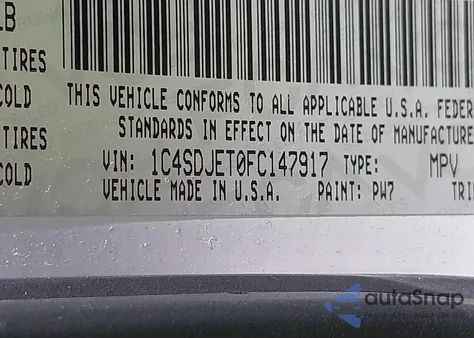 LB
TIRES
COLD
TIRES
COLD
THIS VEHICLE CONFORMS TO ALL APPLICABLE U.S.A. FEDER
STANDARDS IN EFFECT ON THE DATE OF MANUFACTURE
VIN: 1C4SDJET0FC147917 TYPE: MPV
VEHICLE MADE IN U.S.A. PAINT: PW7 TRI
autoSnap